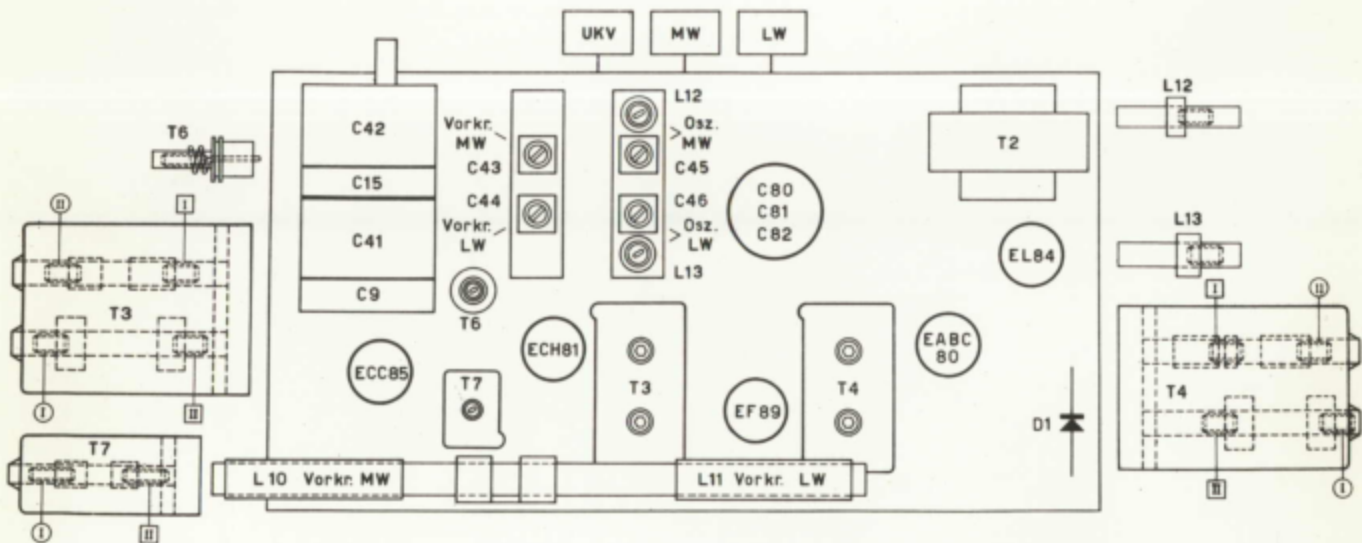 UKV MW LW
L12
Vorkr. MW
Osz. MW
C42
C43
C45
C15
C44
C46
Vorkr. LW
Osz. LW
C41
L13
C9
T6
C80
C81
C82
T2
EL84
L12
L13
T6
II I
T3
I II
T7
I II
ECC85
ECH81
T7
T3
EF89
T4
EABC
80
D1
I II
T4
II I
L10 Vorkr. MW
L11 Vorkr. LW